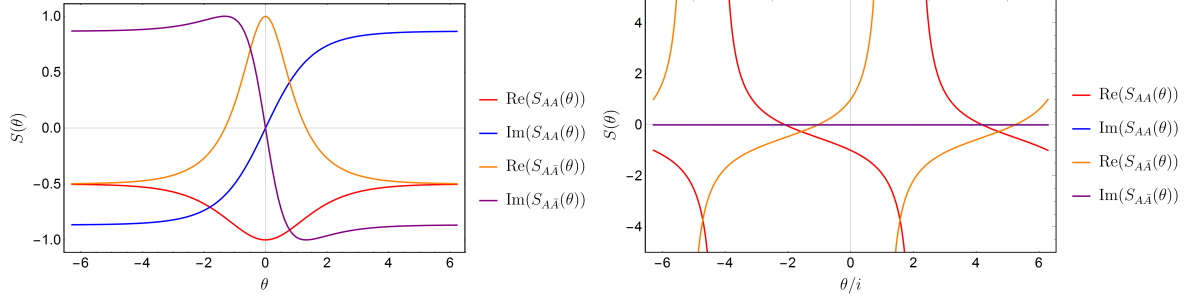 1.0
0.5
0.0
−0.5
−1.0
S(θ)
−6 −4 −2 0 2 4 6
θ
Re(S_{AA}(θ))
Im(S_{AA}(θ))
Re(S_{AĀ}(θ))
Im(S_{AĀ}(θ))
4
2
0
−2
−4
S(θ)
−6 −4 −2 0 2 4 6
θ/i
Re(S_{AA}(θ))
Im(S_{AA}(θ))
Re(S_{AĀ}(θ))
Im(S_{AĀ}(θ))